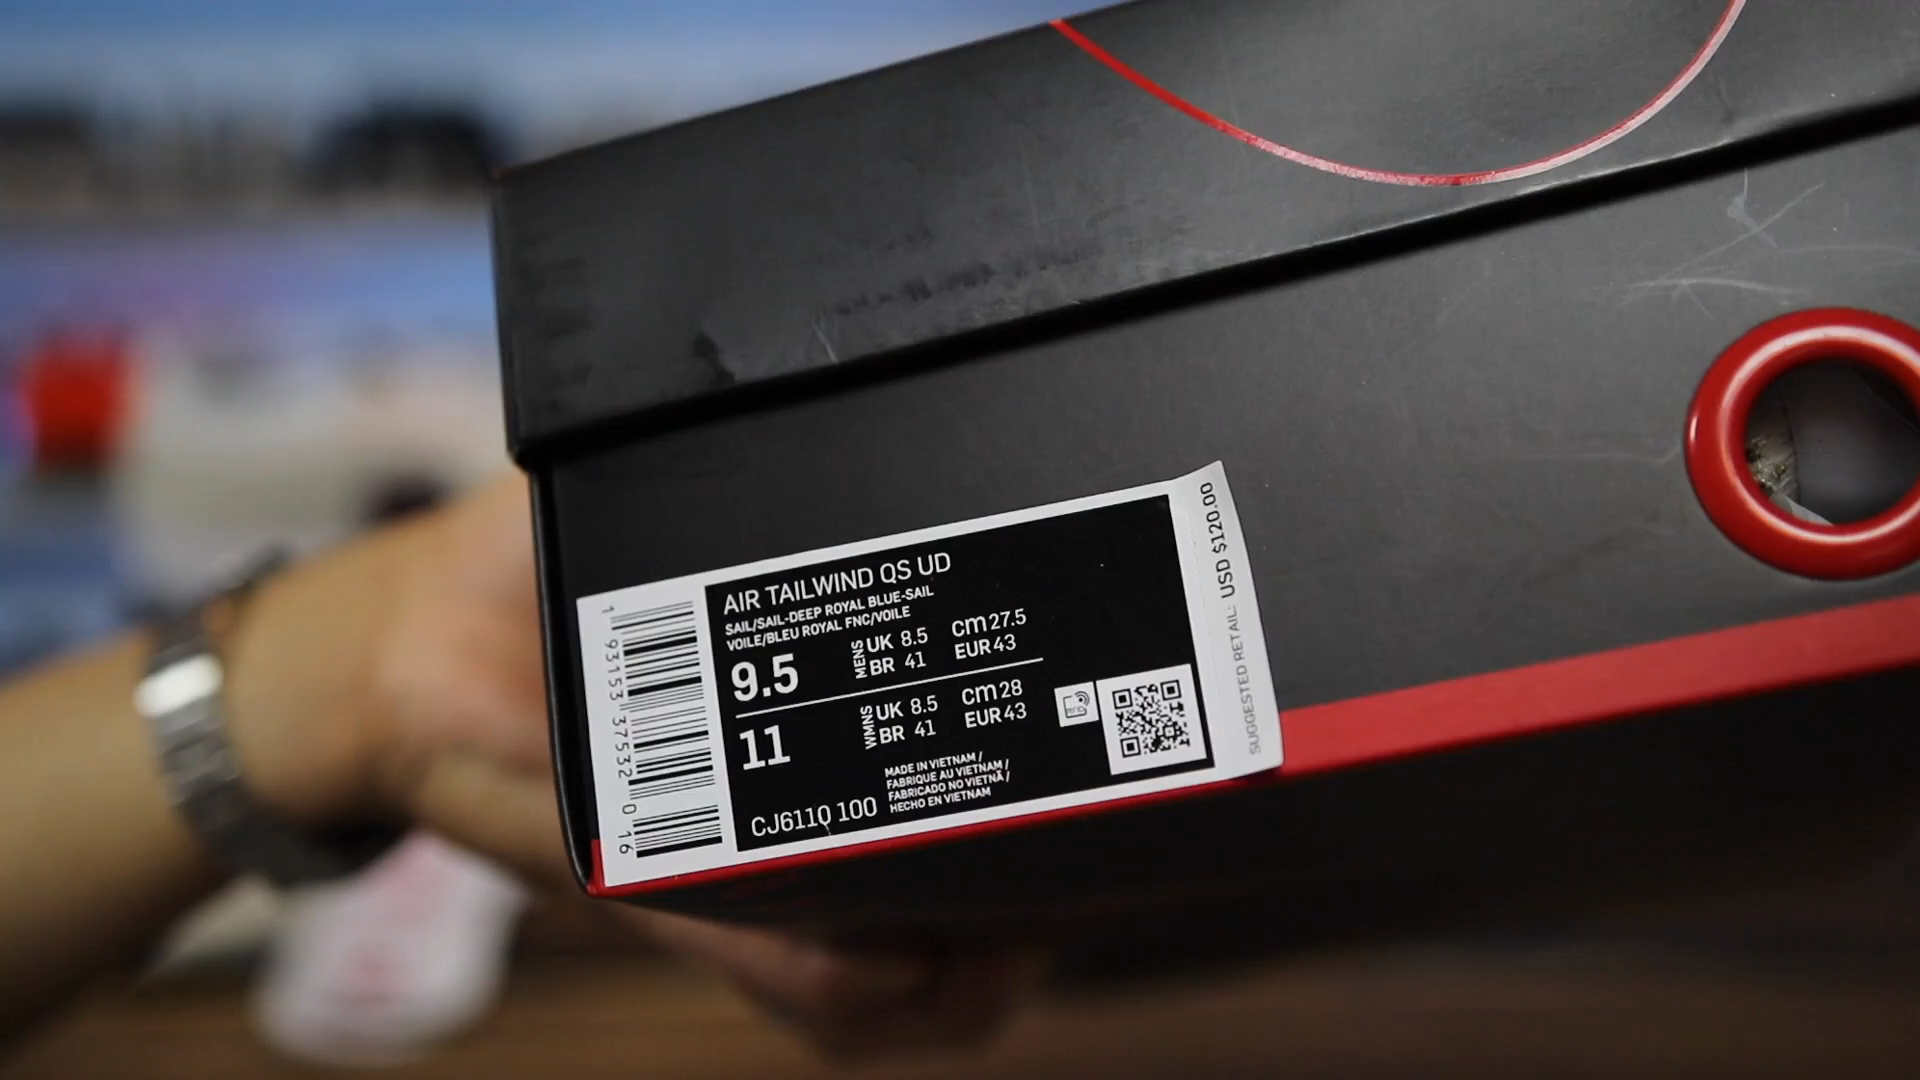 AIR TAILWIND QS UD
SAIL/SAIL-DEEP ROYAL BLUE-SAIL
VOILE/BLEU ROYAL FNC/VOILE
9.5
MENS
UK 8.5
cm 27.5
BR 41
EUR 43
11
WMNS
UK 8.5
cm 28
BR 41
EUR 43
RFID
MADE IN VIETNAM /
FABRIQUE AU VIETNAM /
FABRICADO NO VIETNÃ /
HECHO EN VIETNAM
CJ6110 100
1 93153 37532 0 16
SUGGESTED RETAIL: USD $120.00